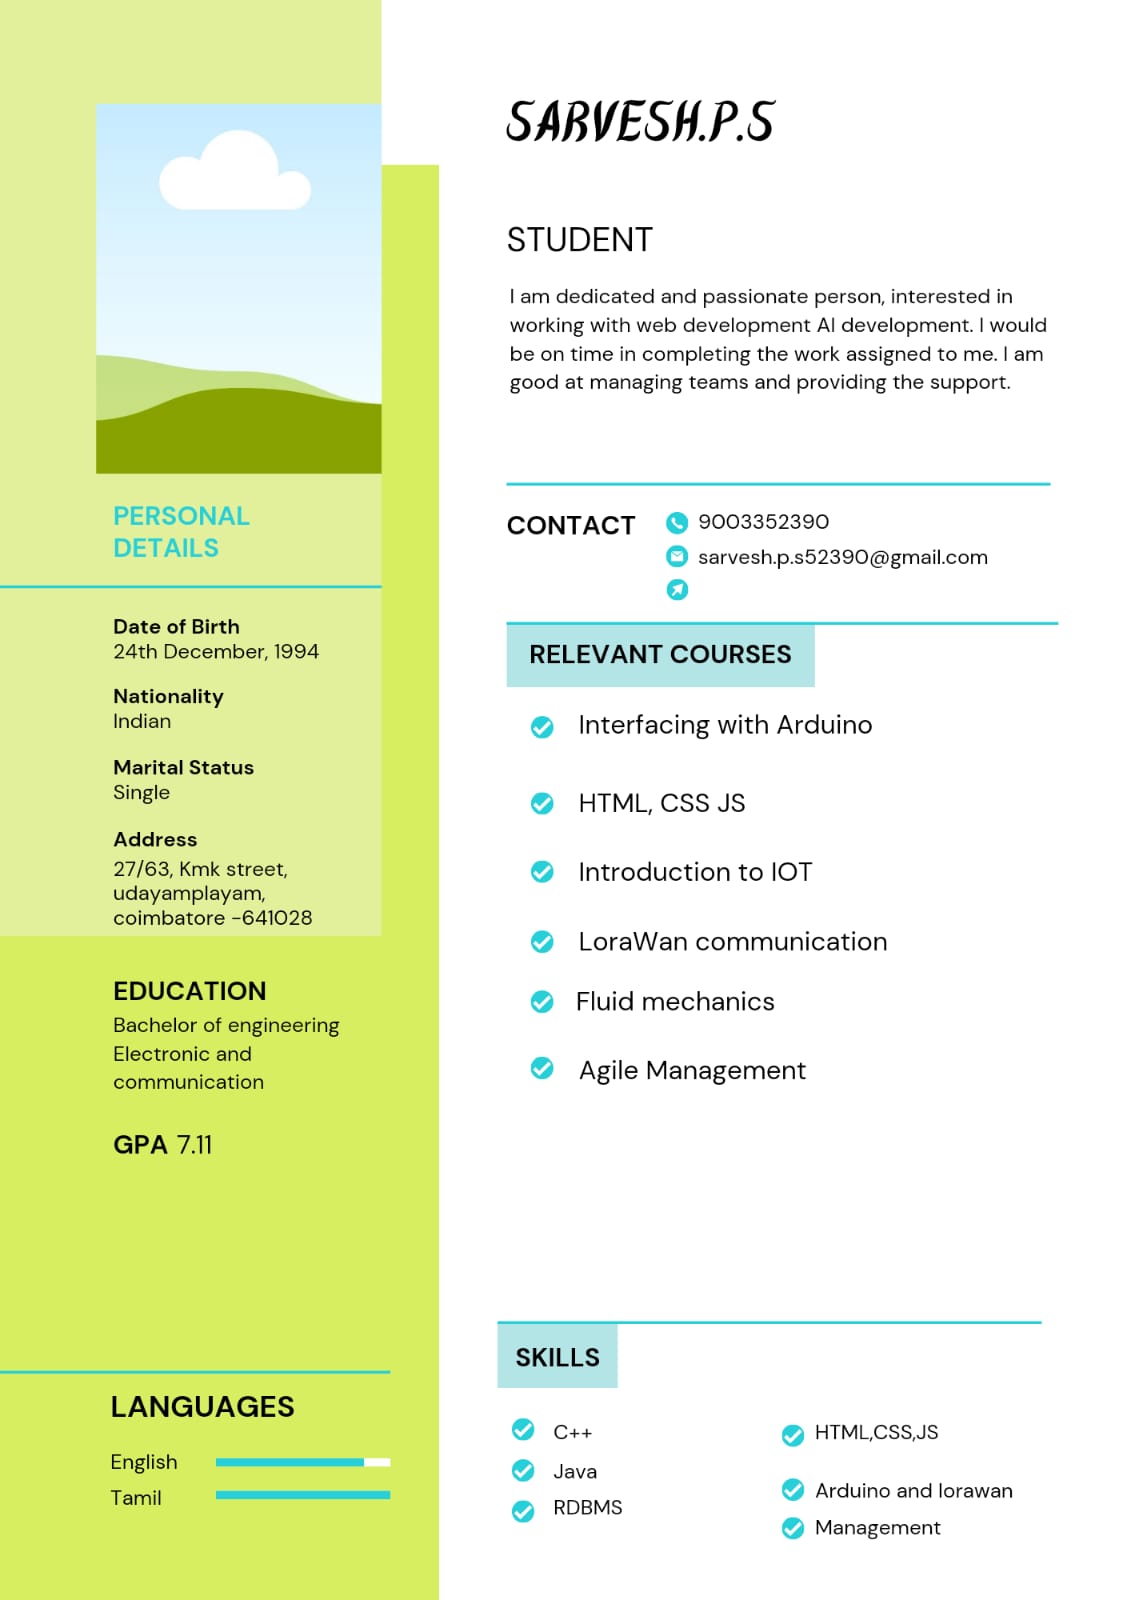 SARVESH.P.S
STUDENT
I am dedicated and passionate person, interested in
working with web development AI development. I would
be on time in completing the work assigned to me. I am
good at managing teams and providing the support.
CONTACT
9003352390
sarvesh.p.s52390@gmail.com
RELEVANT COURSES
Interfacing with Arduino
HTML, CSS JS
Introduction to IOT
LoraWan communication
Fluid mechanics
Agile Management
SKILLS
C++
Java
RDBMS
HTML,CSS,JS
Arduino and lorawan
Management
PERSONAL
DETAILS
Date of Birth
24th December, 1994
Nationality
Indian
Marital Status
Single
Address
27/63, Kmk street,
udayamplayam,
coimbatore -641028
EDUCATION
Bachelor of engineering
Electronic and
communication
GPA 7.11
LANGUAGES
English
Tamil